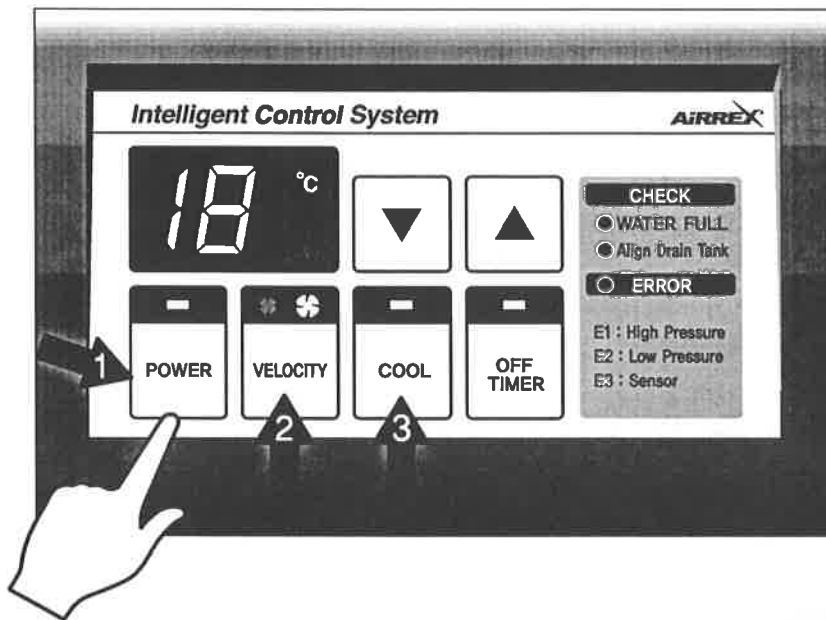 Intelligent Control System
AiRREX
18 °C
▼
▲
CHECK
WATER FULL
Align Drain Tank
ERROR
E1 : High Pressure
E2 : Low Pressure
E3 : Sensor
POWER
VELOCITY
COOL
OFF
TIMER
1
2
3